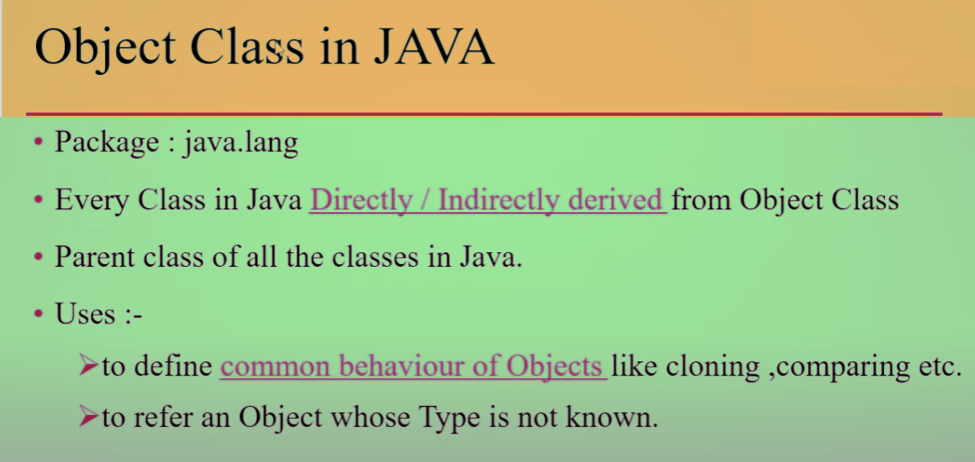 Object Class in JAVA
• Package : java.lang
• Every Class in Java Directly / Indirectly derived from Object Class
• Parent class of all the classes in Java.
• Uses :-
➢to define common behaviour of Objects like cloning ,comparing etc.
➢to refer an Object whose Type is not known.